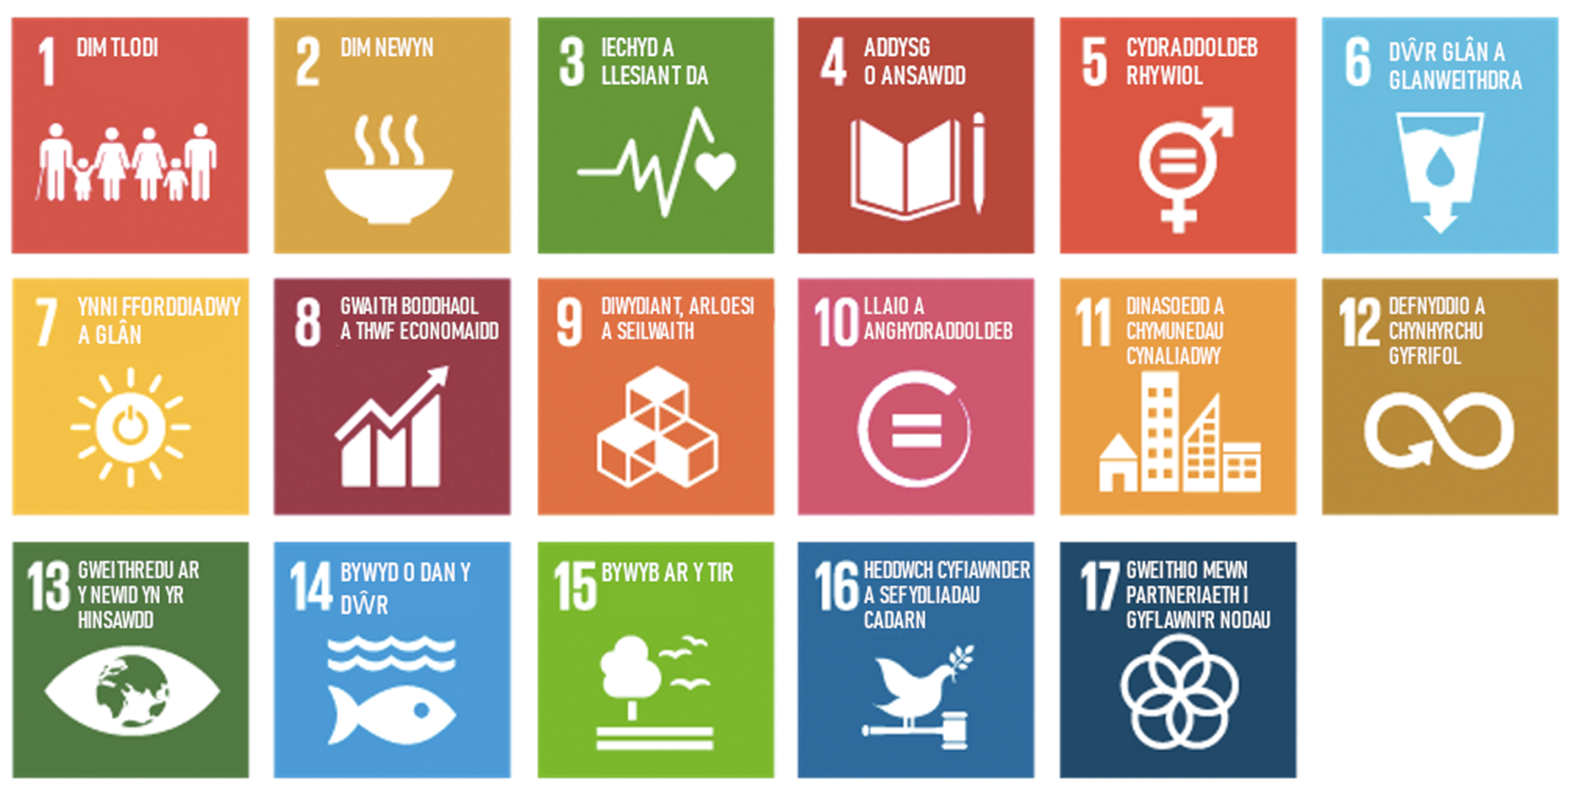 1 DIM TLODI
2 DIM NEWYN
3 IECHYD A
LLESIANT DA
4 ADDYSG
O ANSAWDD
5 CYDRADDOLDEB
RHYWIOL
6 DŴR GLÂN A
GLANWEITHDRA
7 YNNI FFORDDIADWY
A GLÂN
8 GWAITH BODDHAOL
A THWF ECONOMAIDD
9 DIWYDIANT, ARLOESI
A SEILWAITH
10 LLAIO A
ANGHYDRADDOLDEB
11 DINASOEDD A
CHYMUNEDAU
CYNALIADWY
12 DEFNYDDIO A
CHYNHYRCHU
GYFRIFOL
13 GWEITHREDU AR
Y NEWID YN YR
HINSAWDD
14 BYWYD O DAN Y
DŴR
15 BYWYB AR Y TIR
16 HEDDWCH CYFIAWNDER
A SEFYDLIADAU
CADARN
17 GWEITHIO MEWN
PARTNERIAETH I
GYFLAWNI'R NODAU